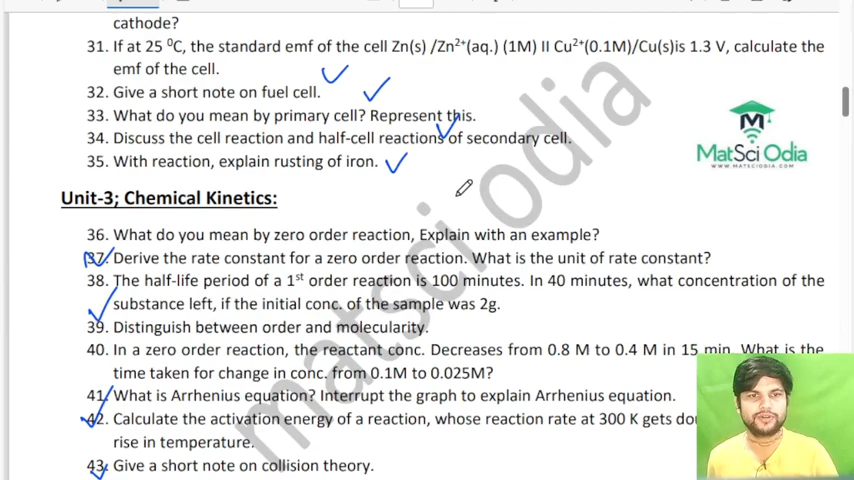 cathode?
31. If at 25 ⁰C, the standard emf of the cell Zn(s) /Zn²⁺(aq.) (1M) II Cu²⁺(0.1M)/Cu(s)is 1.3 V, calculate the
emf of the cell.
32. Give a short note on fuel cell.
33. What do you mean by primary cell? Represent this.
34. Discuss the cell reaction and half-cell reactions of secondary cell.
35. With reaction, explain rusting of iron.
MatSci Odia
WWW.MATSCIODIA.COM
Unit-3; Chemical Kinetics:
36. What do you mean by zero order reaction, Explain with an example?
37. Derive the rate constant for a zero order reaction. What is the unit of rate constant?
38. The half-life period of a 1ˢᵗ order reaction is 100 minutes. In 40 minutes, what concentration of the
substance left, if the initial conc. of the sample was 2g.
39. Distinguish between order and molecularity.
40. In a zero order reaction, the reactant conc. Decreases from 0.8 M to 0.4 M in 15 min. What is the
time taken for change in conc. from 0.1M to 0.025M?
41. What is Arrhenius equation? Interrupt the graph to explain Arrhenius equation.
42. Calculate the activation energy of a reaction, whose reaction rate at 300 K gets
rise in temperature.
43. Give a short note on collision theory.
matsci odia